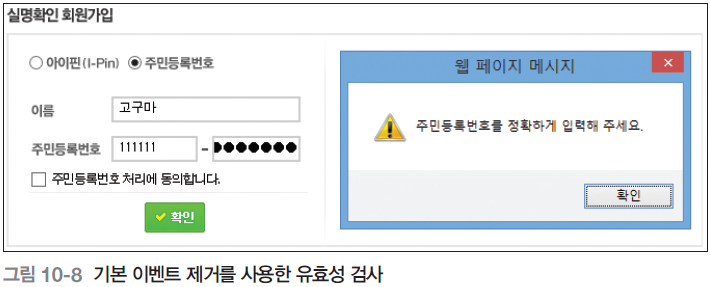 실명확인 회원가입
아이핀(I-Pin) 주민등록번호
이름 고구마
주민등록번호 111111 - ●●●●●●●
주민등록번호 처리에 동의합니다.
확인
웹 페이지 메시지
주민등록번호를 정확하게 입력해 주세요.
확인
그림 10-8 기본 이벤트 제거를 사용한 유효성 검사